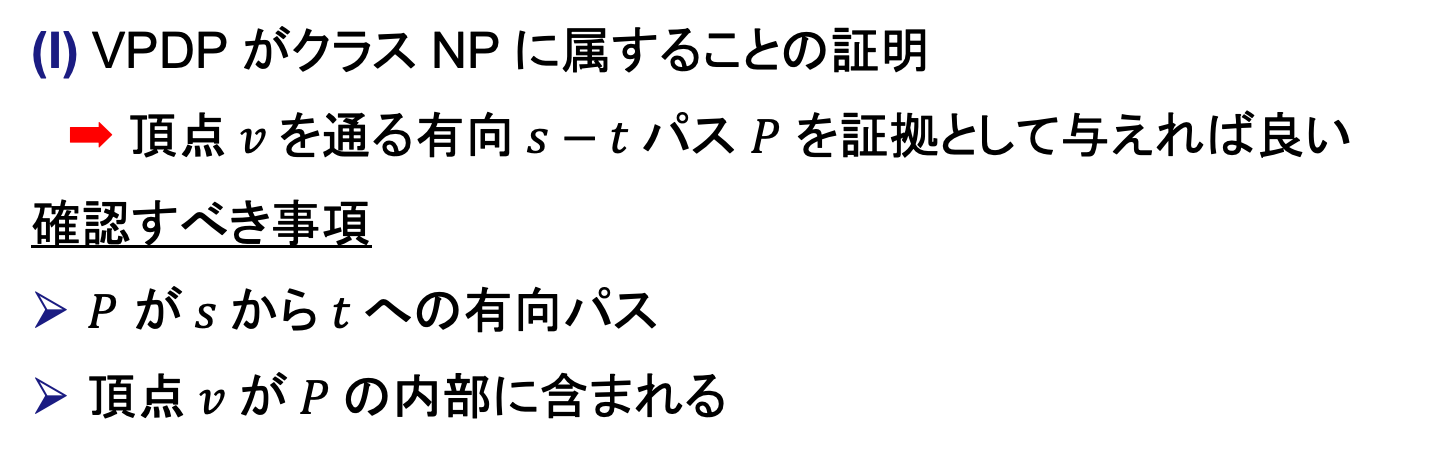 (I) VPDP がクラス NP に属することの証明
➡ 頂点 𝑣 を通る有向 𝑠 − 𝑡 パス 𝑃 を証拠として与えれば良い
確認すべき事項
➢ 𝑃 が 𝑠 から 𝑡 への有向パス
➢ 頂点 𝑣 が 𝑃 の内部に含まれる